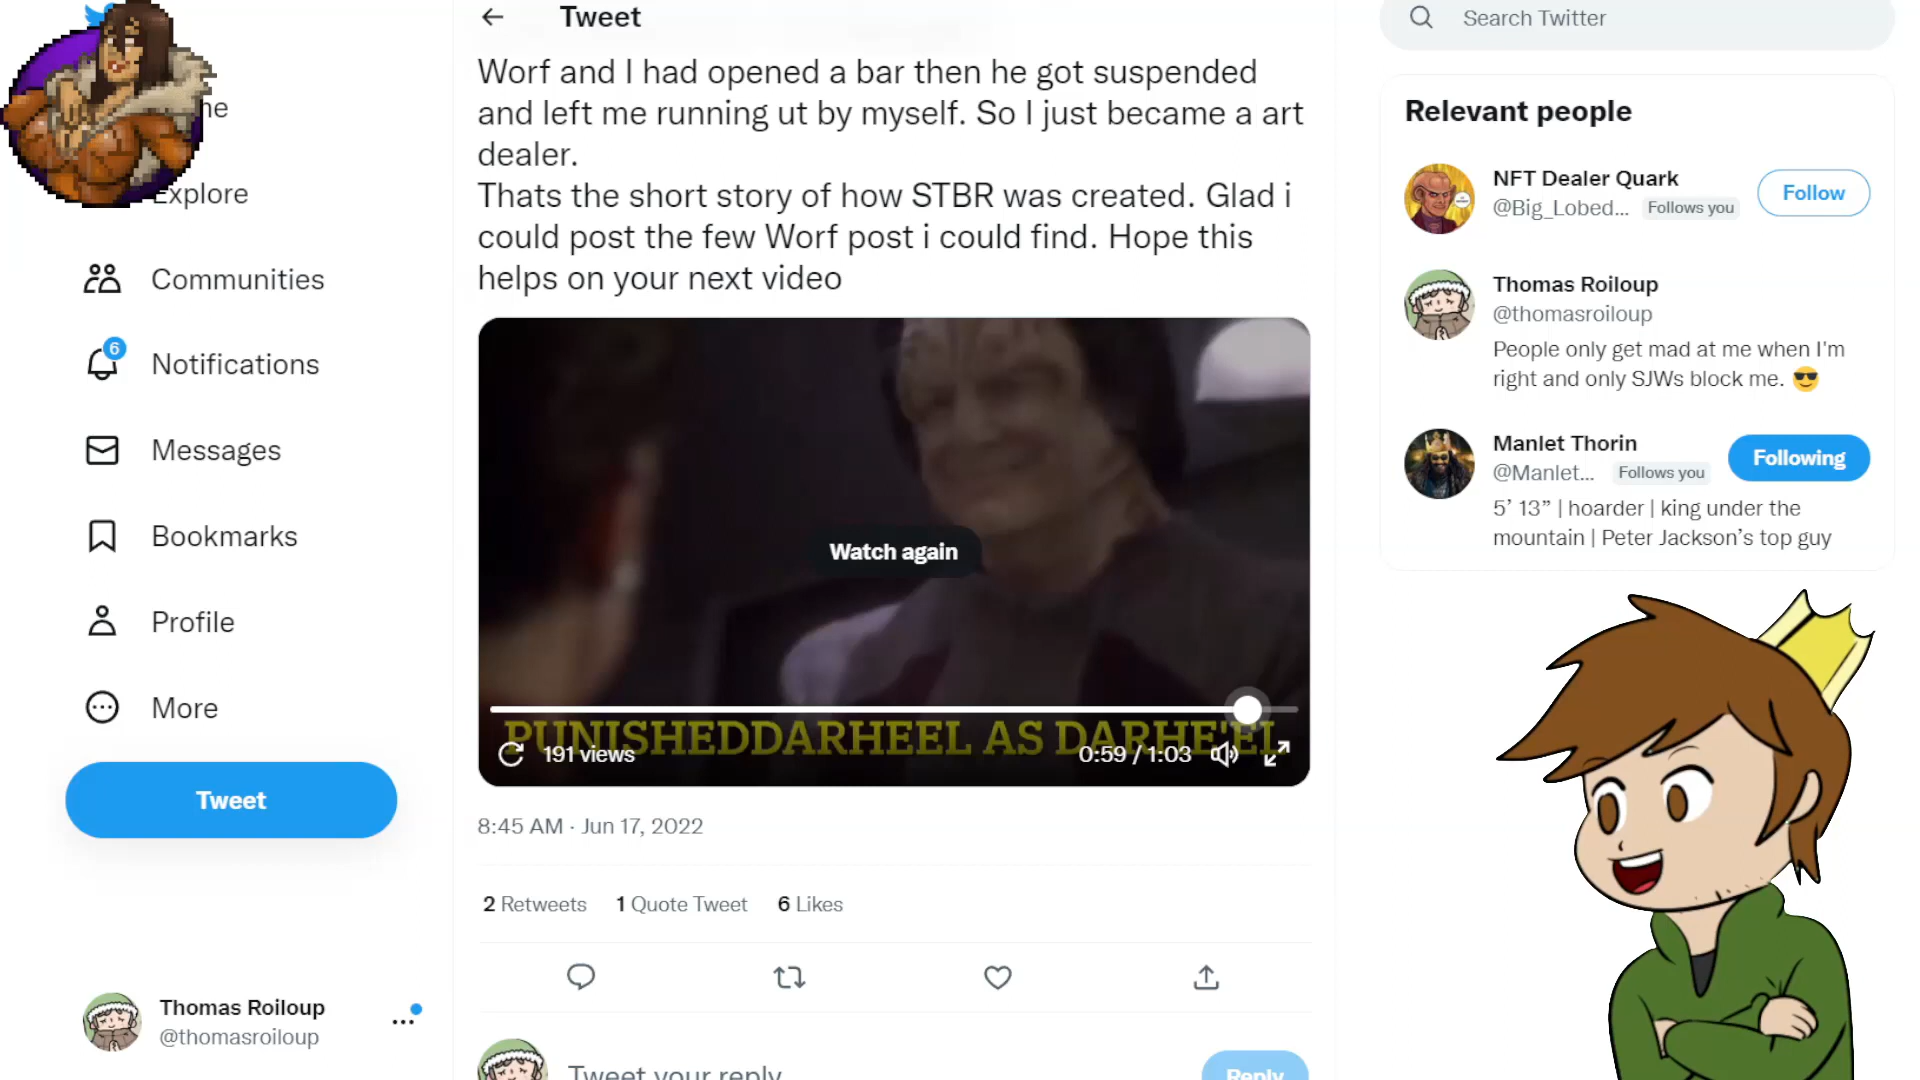 Tweet
Search Twitter
Worf and I had opened a bar then he got suspended
and left me running ut by myself. So I just became a art
dealer.
Thats the short story of how STBR was created. Glad i
could post the few Worf post i could find. Hope this
helps on your next video
Explore
Communities
6
Notifications
Messages
Bookmarks
Profile
More
Tweet
Thomas Roiloup
@thomasroiloup
Watch again
PUNISHEDDARHEEL AS DARHE'EL
191 views
0:59 / 1:03
8:45 AM · Jun 17, 2022
2 Retweets 1 Quote Tweet 6 Likes
Tweet your reply
Reply
Relevant people
NFT Dealer Quark
@Big_Lobed... Follows you
Follow
Thomas Roiloup
@thomasroiloup
People only get mad at me when I'm
right and only SJWs block me. 😎
Manlet Thorin
@Manlet... Follows you
Following
5’ 13” | hoarder | king under the
mountain | Peter Jackson’s top guy